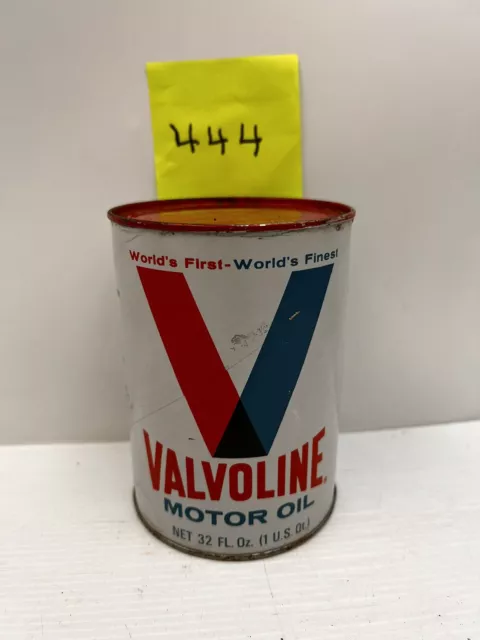 444
World's First-World's Finest
VALVOLINE.
MOTOR OIL
NET 32 FL. Oz. (1 U.S. Qt.)